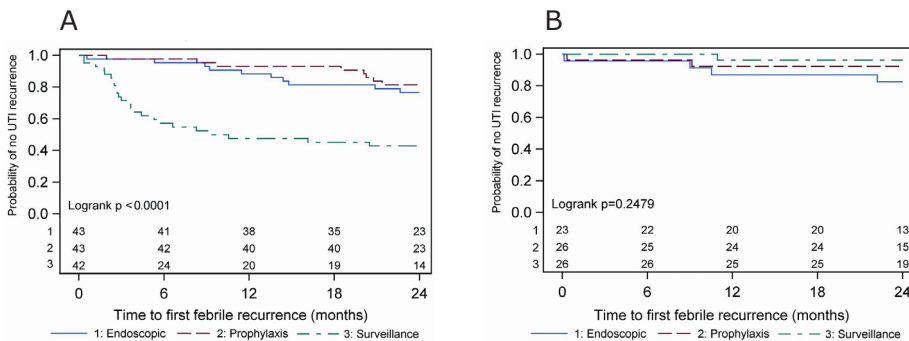 A
Probability of no UTI recurrence
1.0
0.8
0.6
0.4
0.2
0.0
Logrank p <0.0001
1 43 41 38 35 23
2 43 42 40 40 23
3 42 24 20 19 14
0 6 12 18 24
Time to first febrile recurrence (months)
1: Endoscopic 2: Prophylaxis 3: Surveillance
B
Probability of no UTI recurrence
1.0
0.8
0.6
0.4
0.2
0.0
Logrank p=0.2479
1 23 22 20 20 13
2 26 25 24 24 15
3 26 26 25 25 19
0 6 12 18 24
Time to first febrile recurrence (months)
1: Endoscopic 2: Prophylaxis 3: Surveillance